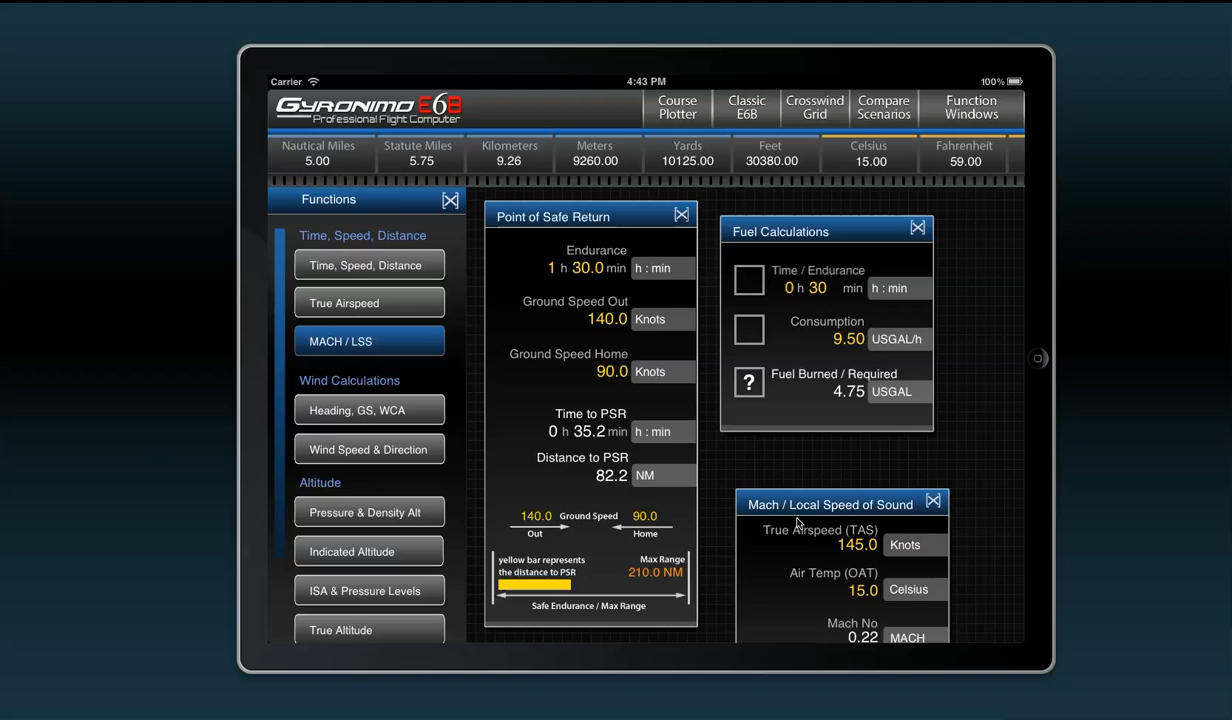 Carrier
4:43 PM
100%
GYRONIMO E6B
Professional Flight Computer
Course Plotter
Classic E6B
Crosswind Grid
Compare Scenarios
Function Windows
Nautical Miles
5.00
Statute Miles
5.75
Kilometers
9.26
Meters
9260.00
Yards
10125.00
Feet
30380.00
Celsius
15.00
Fahrenheit
59.00
Functions
Time, Speed, Distance
Time, Speed, Distance
True Airspeed
MACH / LSS
Wind Calculations
Heading, GS, WCA
Wind Speed & Direction
Altitude
Pressure & Density Alt
Indicated Altitude
ISA & Pressure Levels
True Altitude
Point of Safe Return
Endurance
1 h 30.0 min h : min
Ground Speed Out
140.0 Knots
Ground Speed Home
90.0 Knots
Time to PSR
0 h 35.2 min h : min
Distance to PSR
82.2 NM
140.0 Ground Speed 90.0
Out Home
yellow bar represents
the distance to PSR
Max Range
210.0 NM
Safe Endurance / Max Range
Fuel Calculations
Time / Endurance
0 h 30 min h : min
Consumption
9.50 USGAL/h
? Fuel Burned / Required
4.75 USGAL
Mach / Local Speed of Sound
True Airspeed (TAS)
145.0 Knots
Air Temp (OAT)
15.0 Celsius
Mach No
0.22 MACH